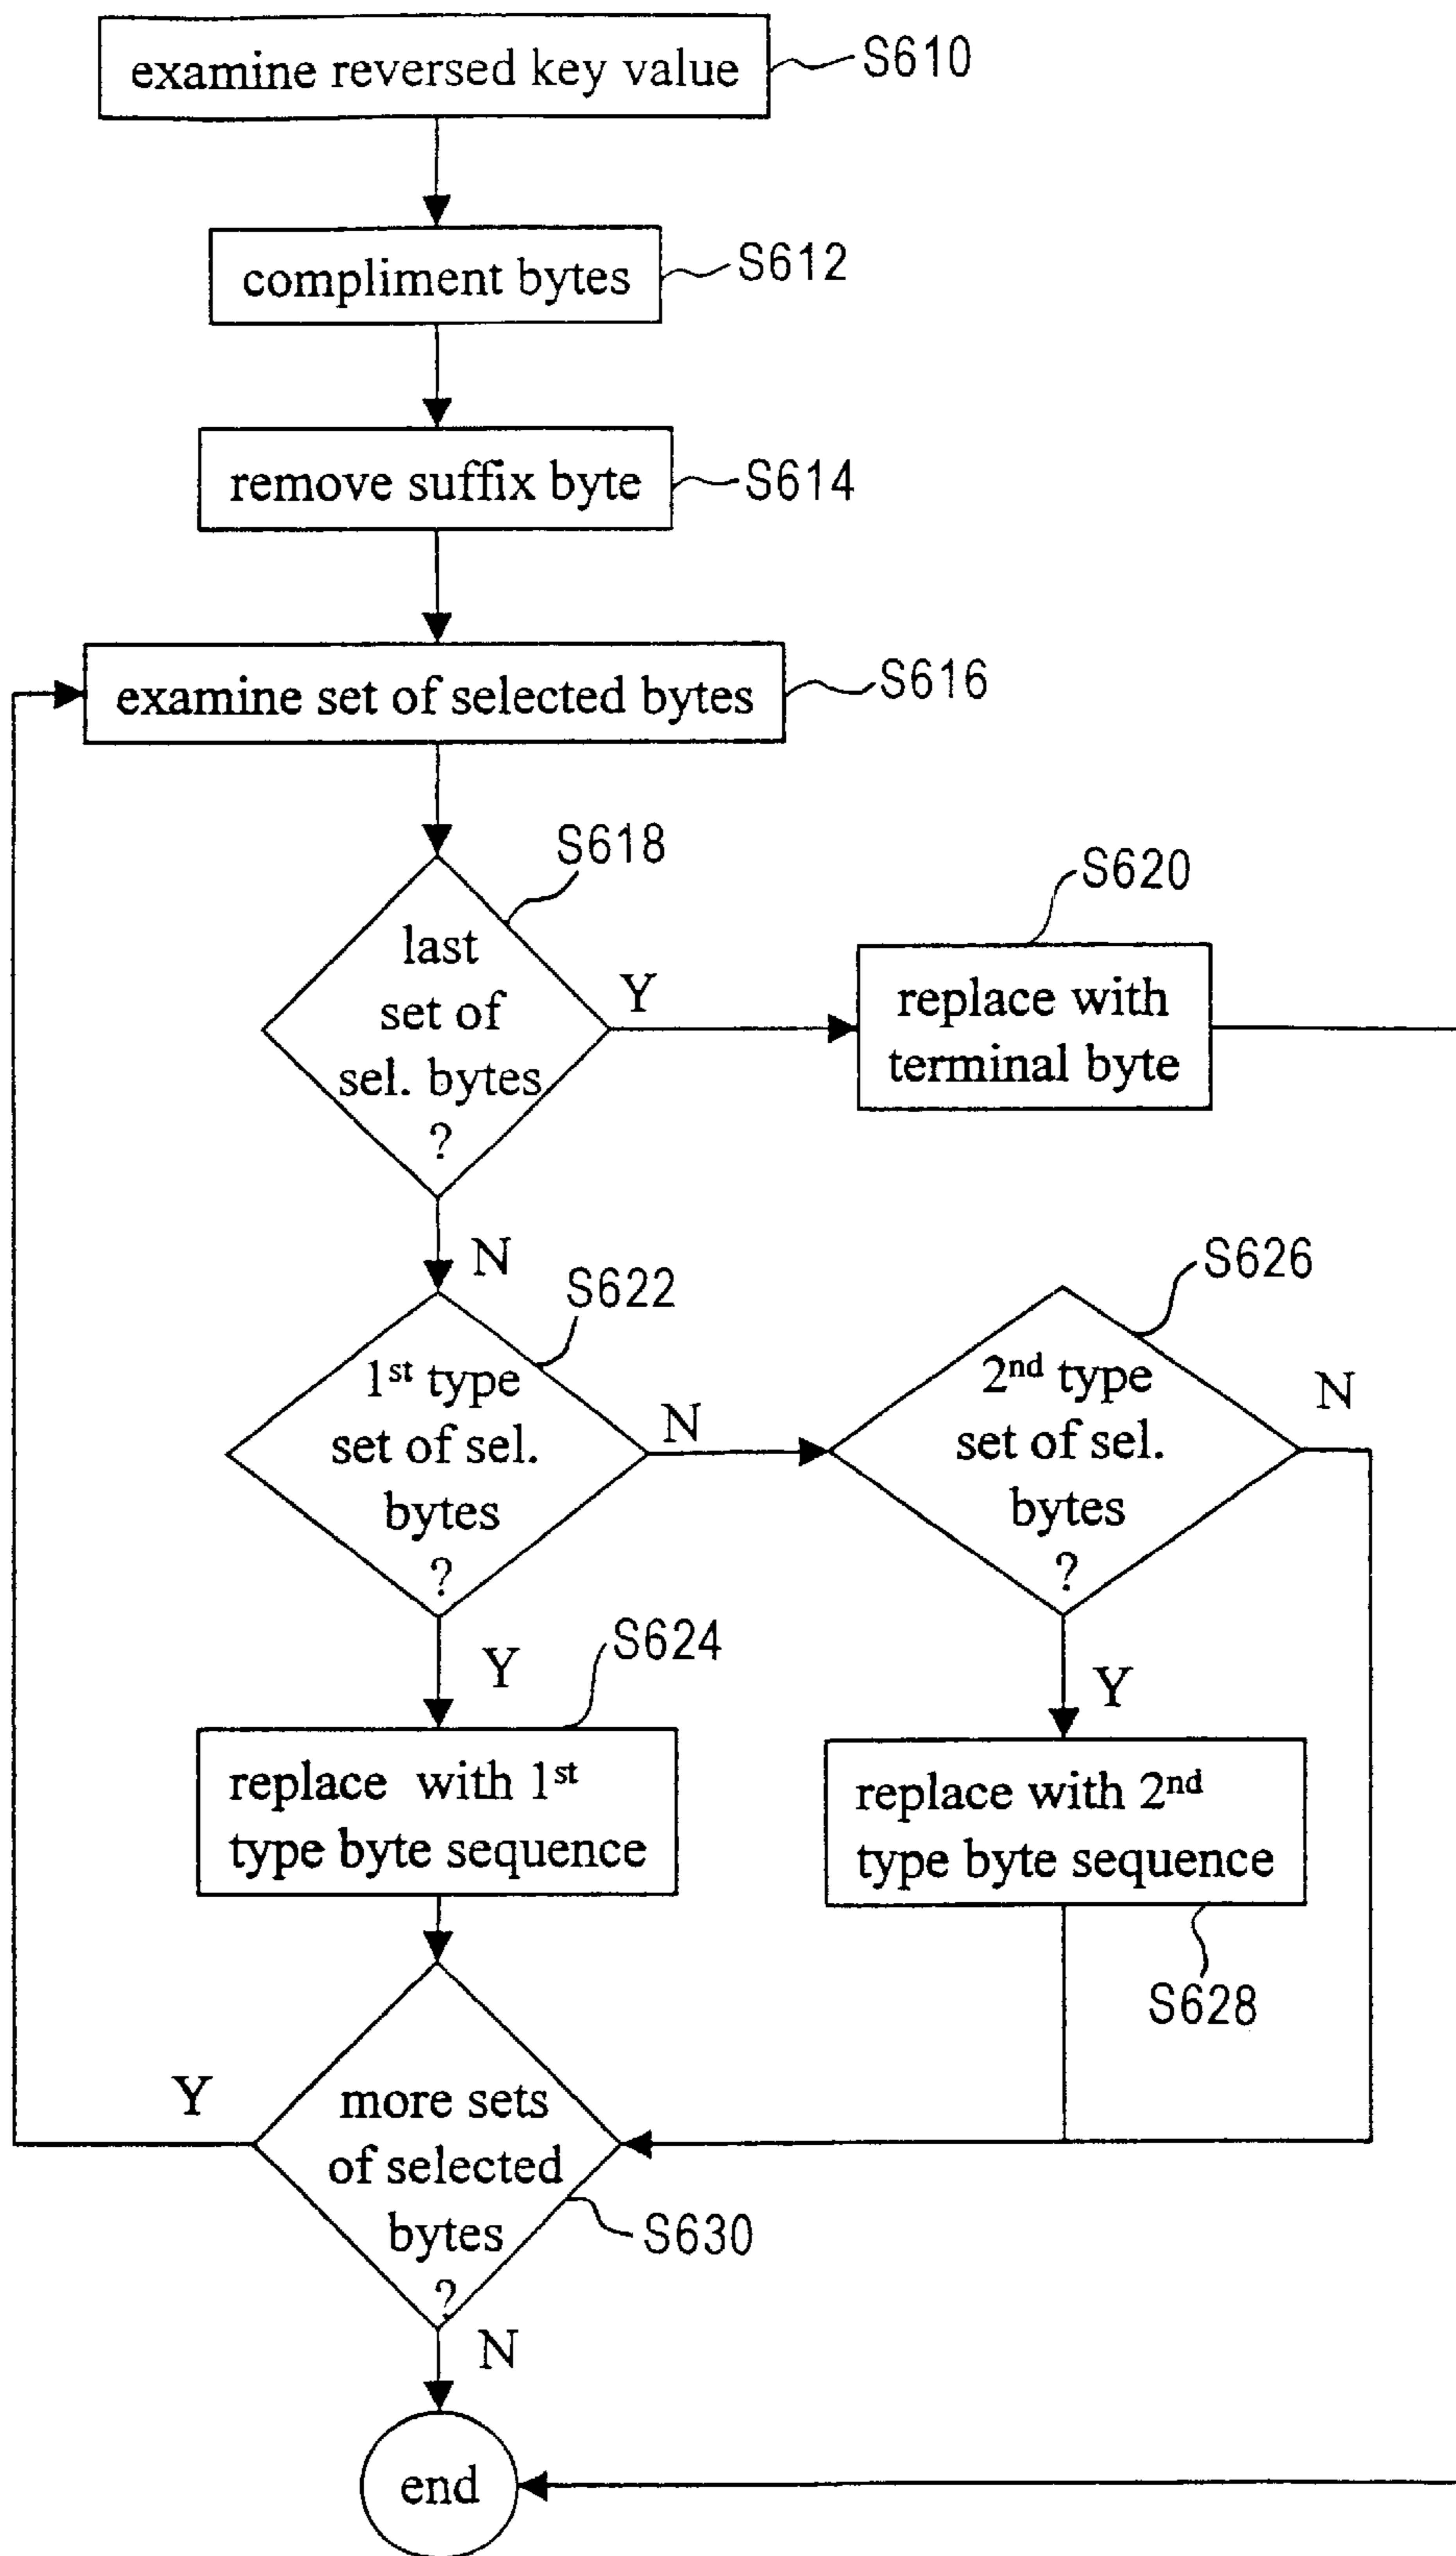 examine reversed key value
S610
compliment bytes
S612
remove suffix byte
S614
examine set of selected bytes
S616
S618
last
set of
sel. bytes
?
Y
S620
replace with
terminal byte
N
S622
1st type
set of sel.
bytes
?
N
S626
2nd type
set of sel.
bytes
?
N
Y
S624
replace with 1st
type byte sequence
Y
replace with 2nd
type byte sequence
S628
Y
more sets
of selected
bytes
?
S630
N
end